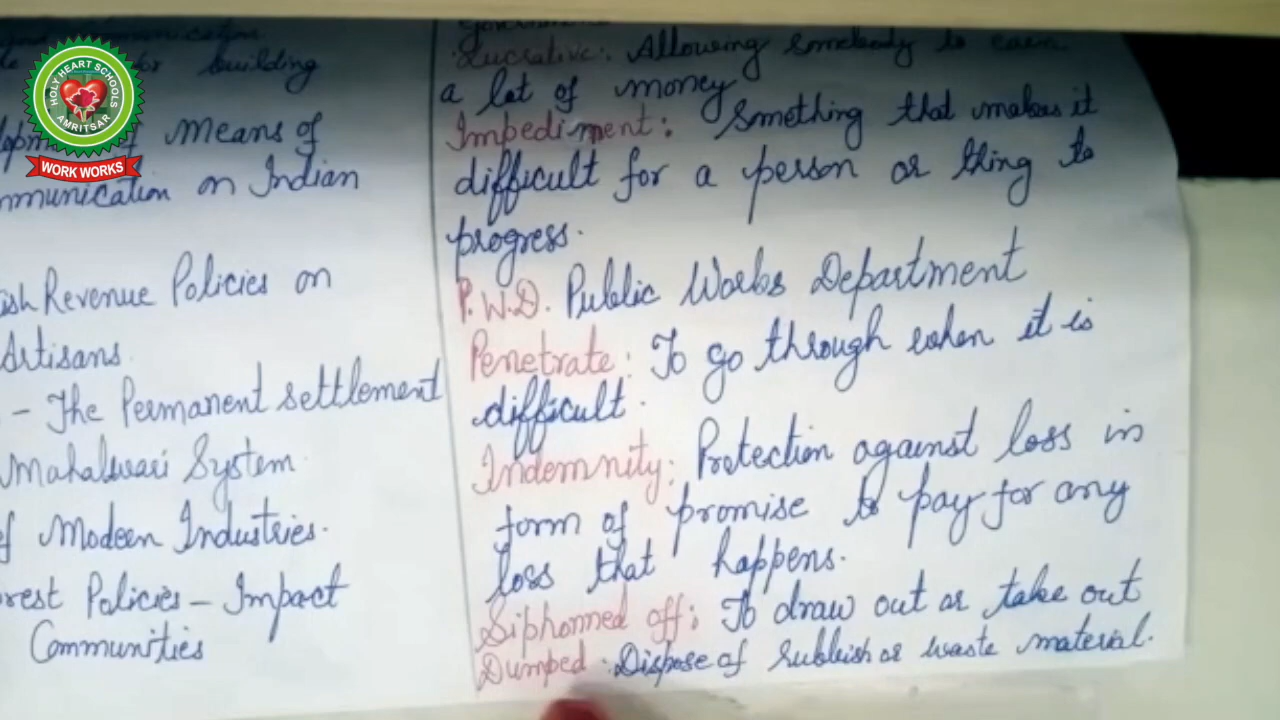 HOLY HEART SCHOOLS
AMRITSAR
WORK WORKS
building
means of
on Indian
Revenue Policies on
Artisans.
- The Permanent settlement
Mahalwari System
Modern Industries.
Policies - Impact
Communities
Lucrative: Allowing somebody to earn
a lot of money
Impediment: Something that makes it
difficult for a person or thing to
progress.
P.W.D. Public Works Department
Penetrate: To go through when it is
difficult.
Indemnity: Protection against loss in
form of promise to pay for any
loss that happens.
Siphonned off: To draw out or take out
Dumped: Dispose of rubbish or waste material.